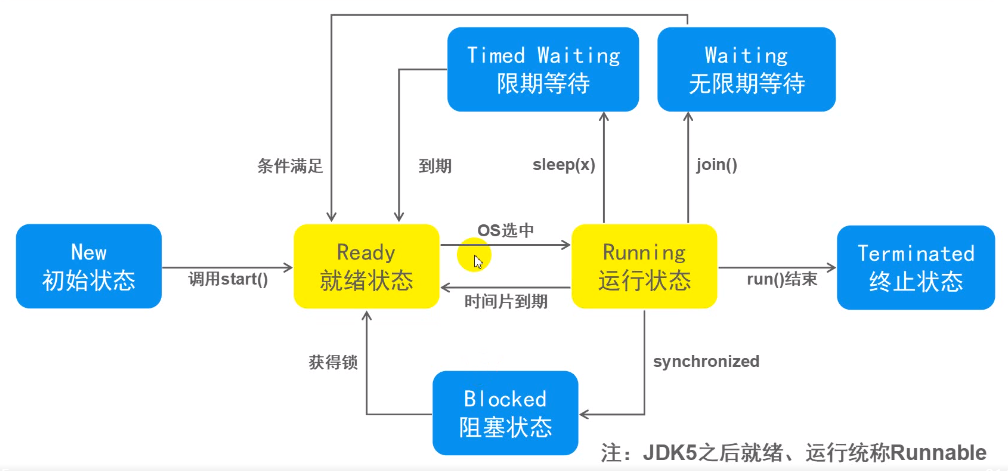 Timed Waiting
限期等待
Waiting
无限期等待
条件满足
到期
sleep(x)
join()
New
初始状态
调用start()
Ready
就绪状态
OS选中
时间片到期
Running
运行状态
run()结束
Terminated
终止状态
获得锁
synchronized
Blocked
阻塞状态
注：JDK5之后就绪、运行统称Runnable